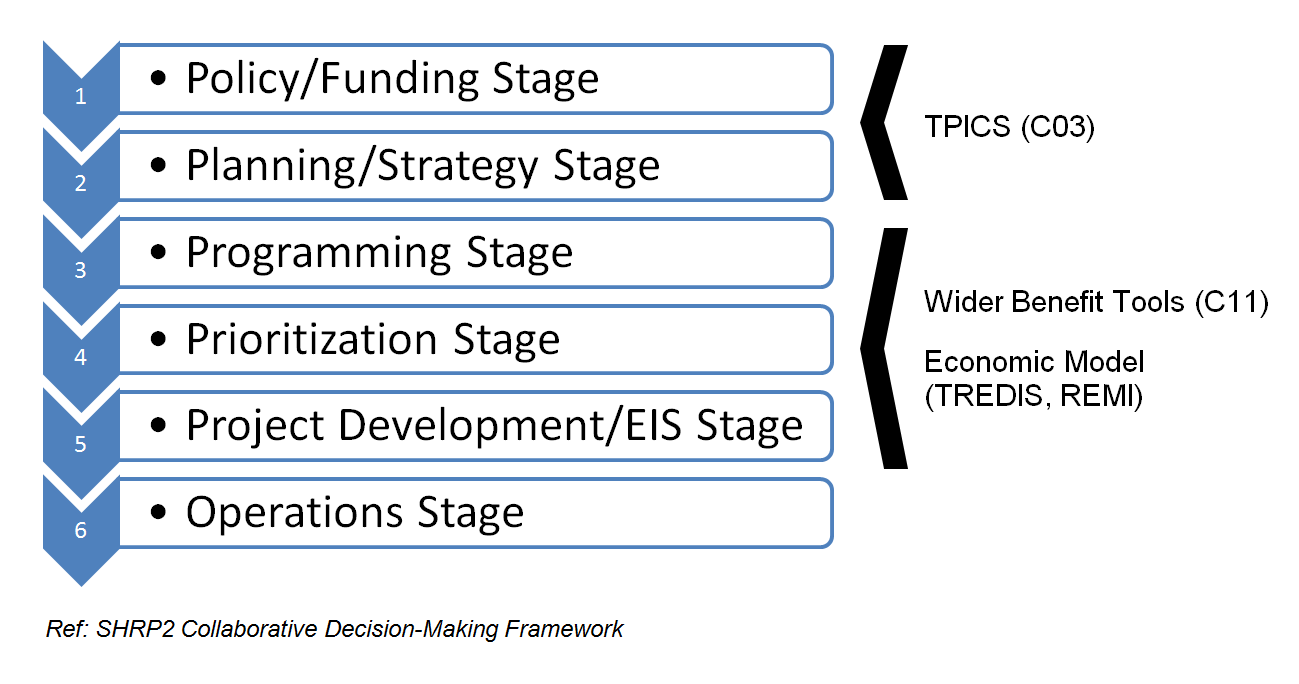 1
• Policy/Funding Stage
2
• Planning/Strategy Stage
3
• Programming Stage
4
• Prioritization Stage
5
• Project Development/EIS Stage
6
• Operations Stage
TPICS (C03)
Wider Benefit Tools (C11)
Economic Model
(TREDIS, REMI)
Ref: SHRP2 Collaborative Decision-Making Framework